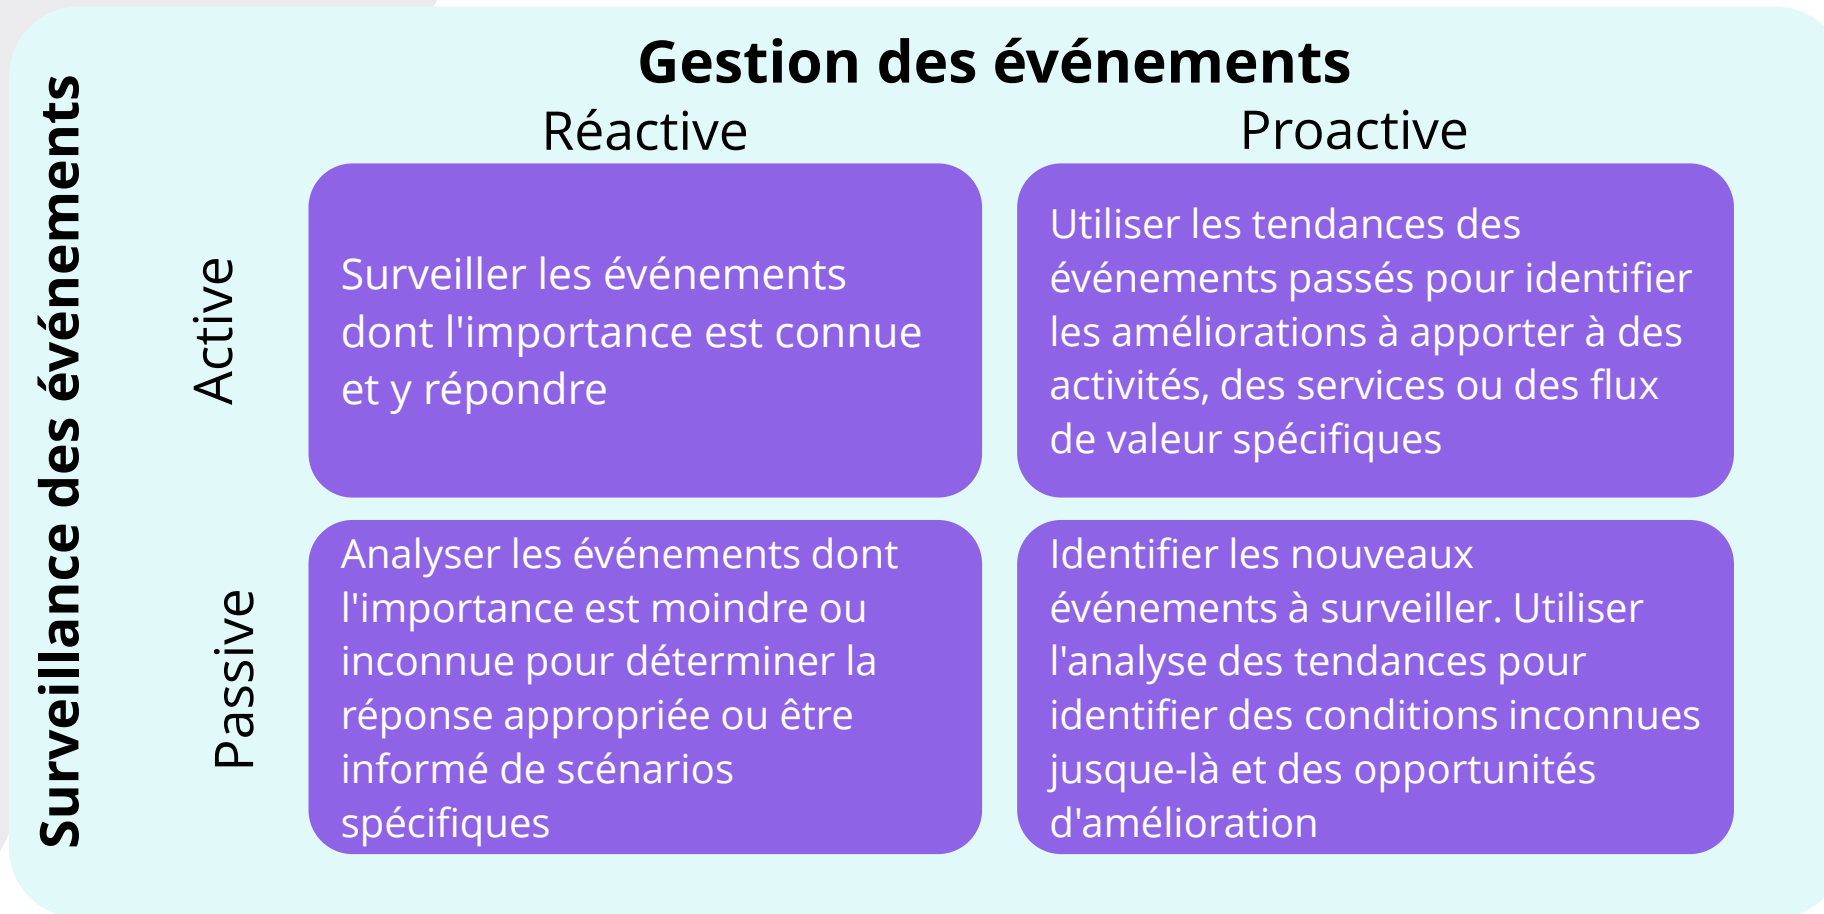 Gestion des événements
Réactive
Proactive
Surveillance des événements
Active
Surveiller les événements
dont l'importance est connue
et y répondre
Utiliser les tendances des
événements passés pour identifier
les améliorations à apporter à des
activités, des services ou des flux
de valeur spécifiques
Passive
Analyser les événements dont
l'importance est moindre ou
inconnue pour déterminer la
réponse appropriée ou être
informé de scénarios
spécifiques
Identifier les nouveaux
événements à surveiller. Utiliser
l'analyse des tendances pour
identifier des conditions inconnues
jusque-là et des opportunités
d'amélioration